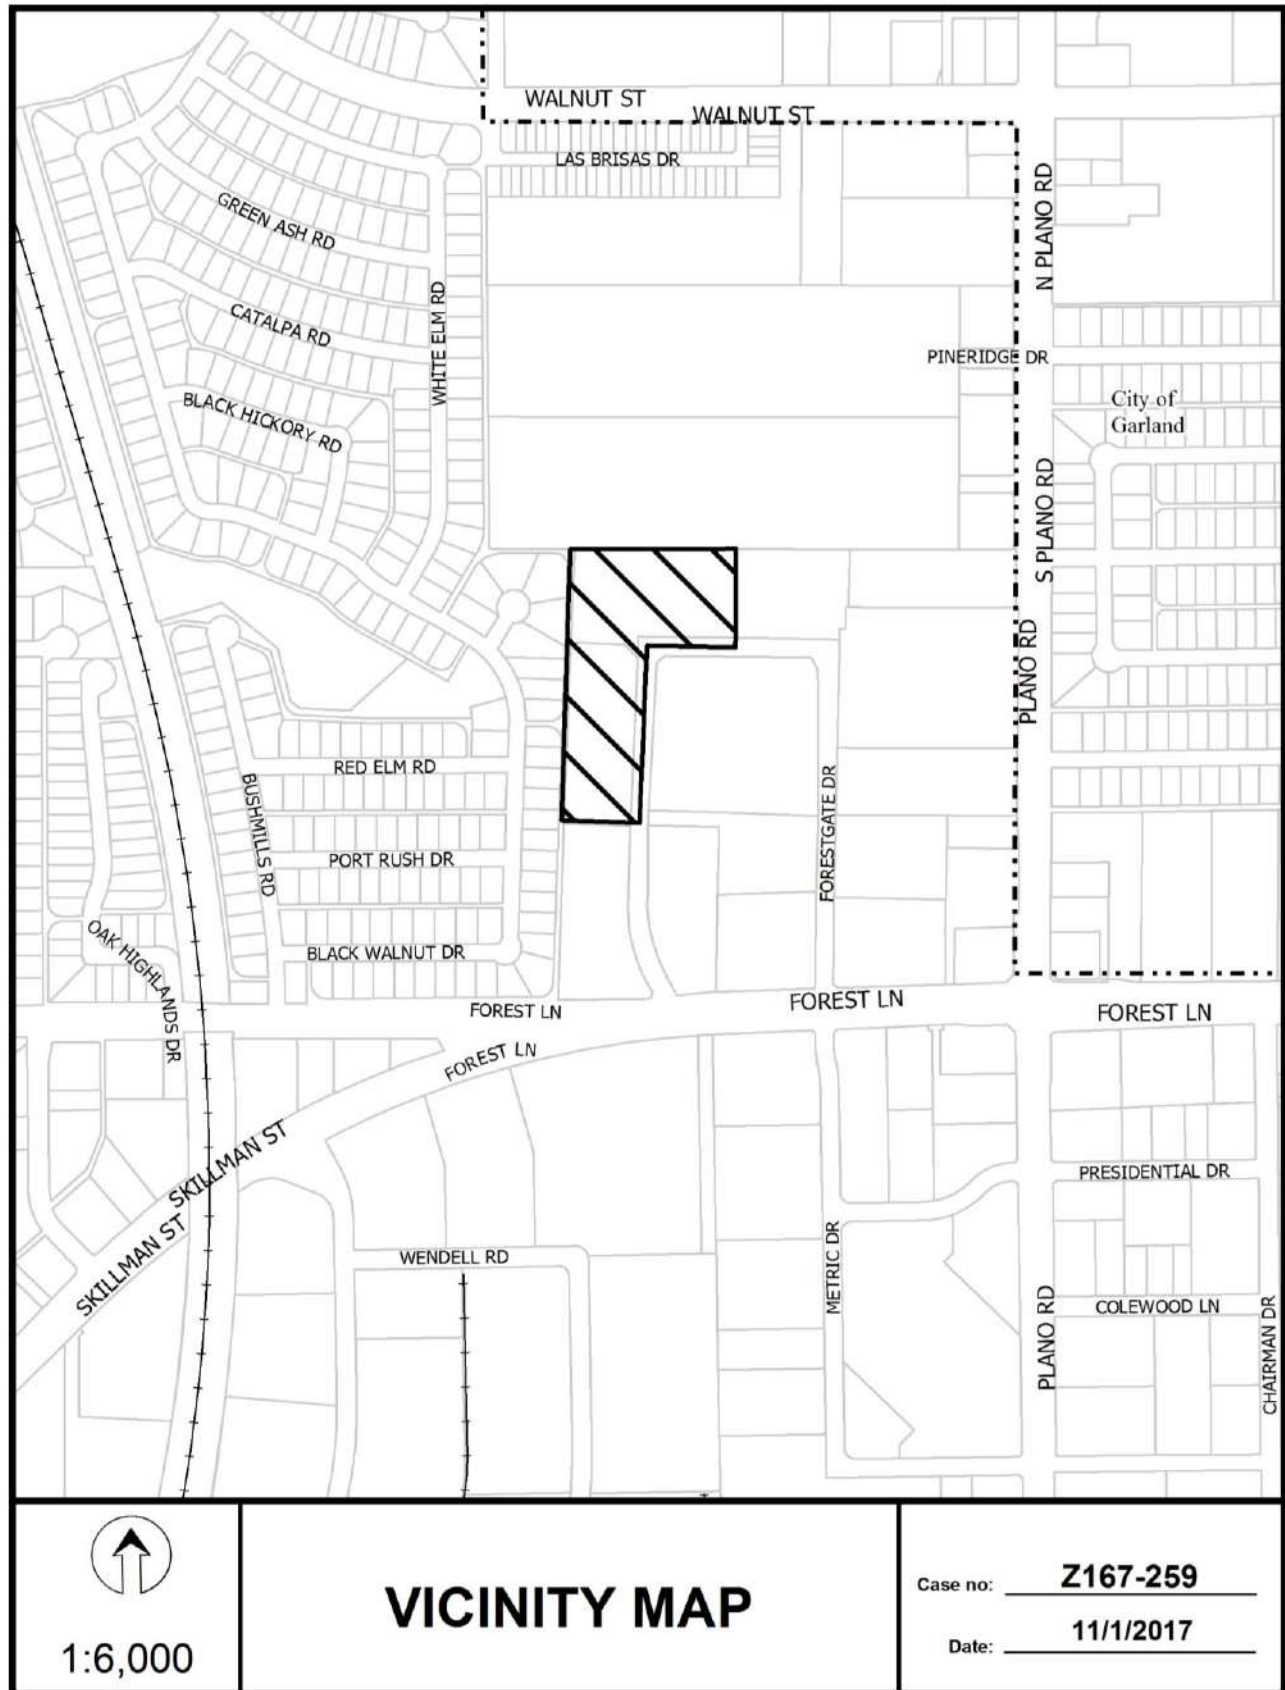 WALNUT ST
WALNUT ST
LAS BRISAS DR
GREEN ASH RD
N PLANO RD
CATALPA RD
WHITE ELM RD
PINERIDGE DR
BLACK HICKORY RD
City of
Garland
S PLANO RD
PLANO RD
RED ELM RD
BUSHMILLS RD
FORESTGATE DR
PORT RUSH DR
OAK HIGHLANDS DR
BLACK WALNUT DR
FOREST LN
FOREST LN
FOREST LN
FOREST LN
SKILLMAN ST
PRESIDENTIAL DR
SKILLMAN ST
WENDELL RD
METRIC DR
COLEWOOD LN
PLANO RD
CHAIRMAN DR
1:6,000
VICINITY MAP
Case no: Z167-259
Date: 11/1/2017